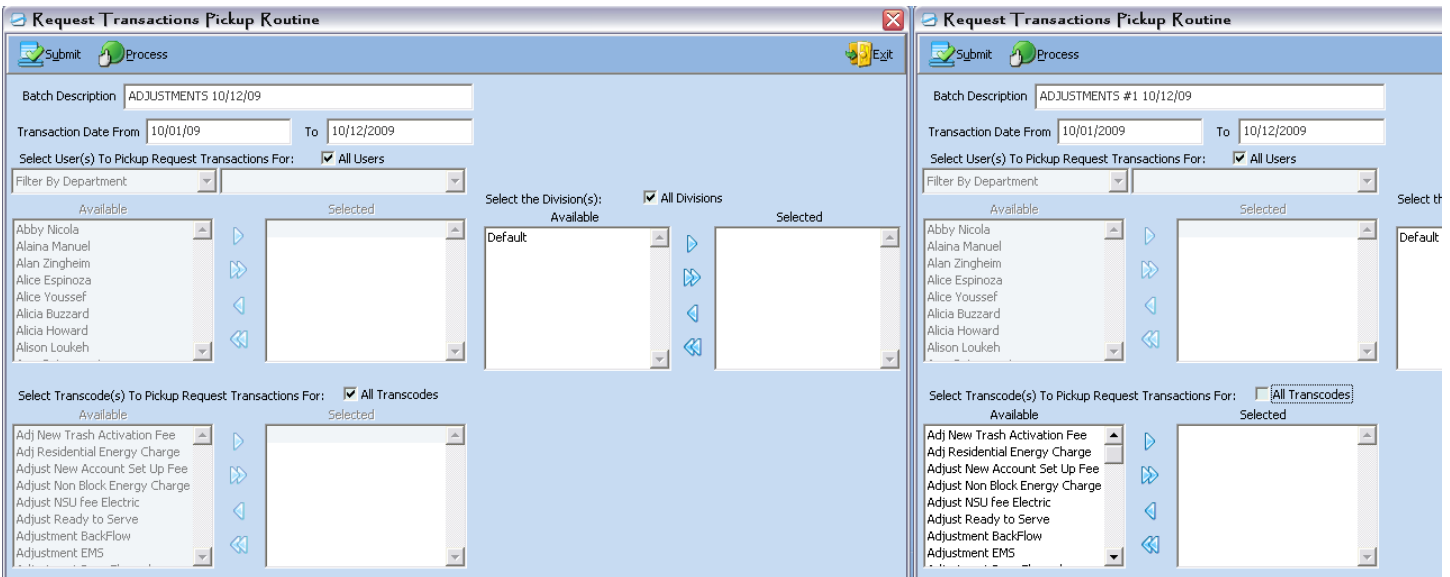 Request Transactions Pickup Routine
Submit Process Exit
Batch Description ADJUSTMENTS 10/12/09
Transaction Date From 10/01/09 To 10/12/2009
Select User(s) To Pickup Request Transactions For: All Users
Filter By Department
Available Selected
Abby Nicola
Alaina Manuel
Alan Zingheim
Alice Espinoza
Alice Youssef
Alicia Buzzard
Alicia Howard
Alison Loukeh
Select the Division(s): All Divisions
Available Selected
Default
Select Transcode(s) To Pickup Request Transactions For: All Transcodes
Available Selected
Adj New Trash Activation Fee
Adj Residential Energy Charge
Adjust New Account Set Up Fee
Adjust Non Block Energy Charge
Adjust NSU fee Electric
Adjust Ready to Serve
Adjustment BackFlow
Adjustment EMS
Request Transactions Pickup Routine
Submit Process
Batch Description ADJUSTMENTS #1 10/12/09
Transaction Date From 10/01/2009 To 10/12/2009
Select User(s) To Pickup Request Transactions For: All Users
Filter By Department
Available Selected
Abby Nicola
Alaina Manuel
Alan Zingheim
Alice Espinoza
Alice Youssef
Alicia Buzzard
Alicia Howard
Alison Loukeh
Select th
Default
Select Transcode(s) To Pickup Request Transactions For: All Transcodes
Available Selected
Adj New Trash Activation Fee
Adj Residential Energy Charge
Adjust New Account Set Up Fee
Adjust Non Block Energy Charge
Adjust NSU fee Electric
Adjust Ready to Serve
Adjustment BackFlow
Adjustment EMS